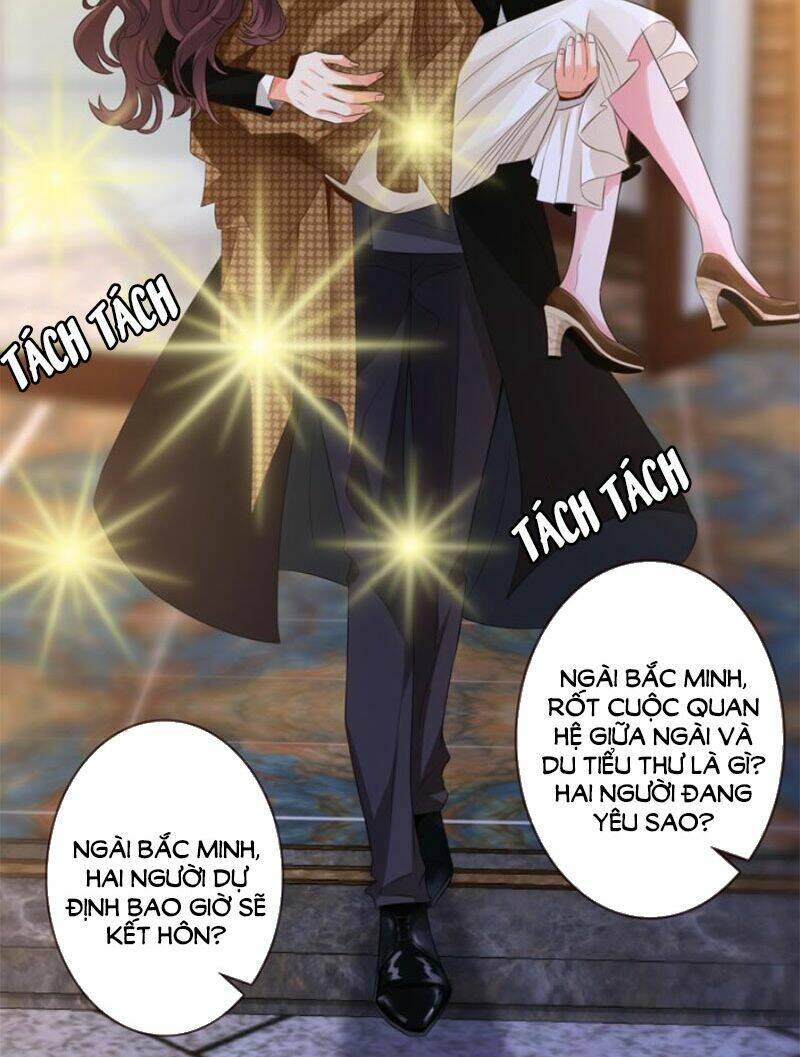 TÁCH TÁCH
TÁCH TÁCH
NGÀI BẮC MINH,
RỐT CUỘC QUAN
HỆ GIỮA NGÀI VÀ
DU TIỂU THƯ LÀ GÌ?
HAI NGƯỜI ĐANG
YÊU SAO?
NGÀI BẮC MINH,
HAI NGƯỜI DỰ
ĐỊNH BAO GIỜ SẼ
KẾT HÔN?